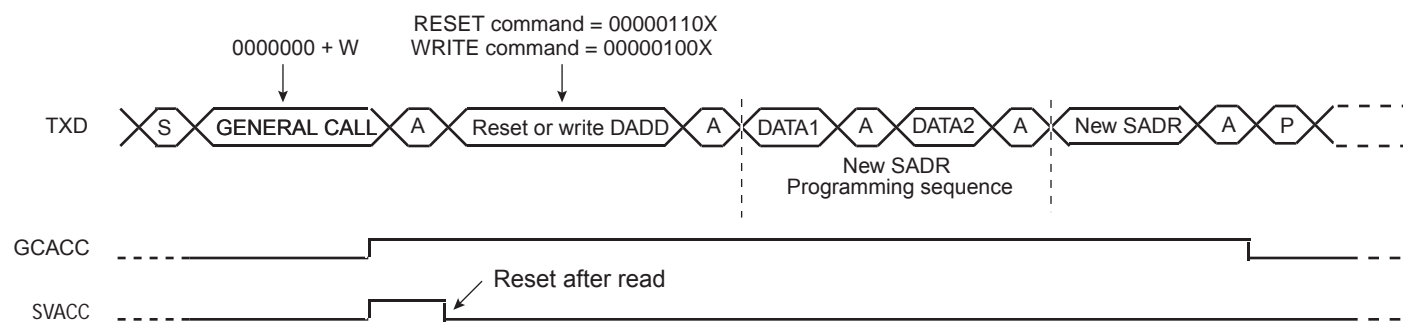 RESET command = 00000110X
0000000 + W
WRITE command = 00000100X
TXD S GENERAL CALL A Reset or write DADD A DATA1 A DATA2 A New SADR A P
New SADR
Programming sequence
GCACC
Reset after read
SVACC